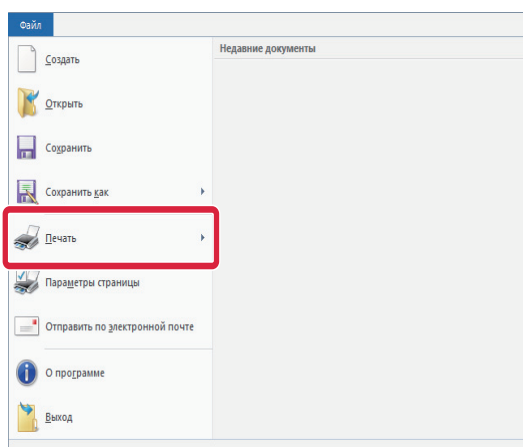 Файл
Недавние документы
Создать
Открыть
Сохранить
Сохранить как
Печать
Параметры страницы
Отправить по электронной почте
О программе
Выход